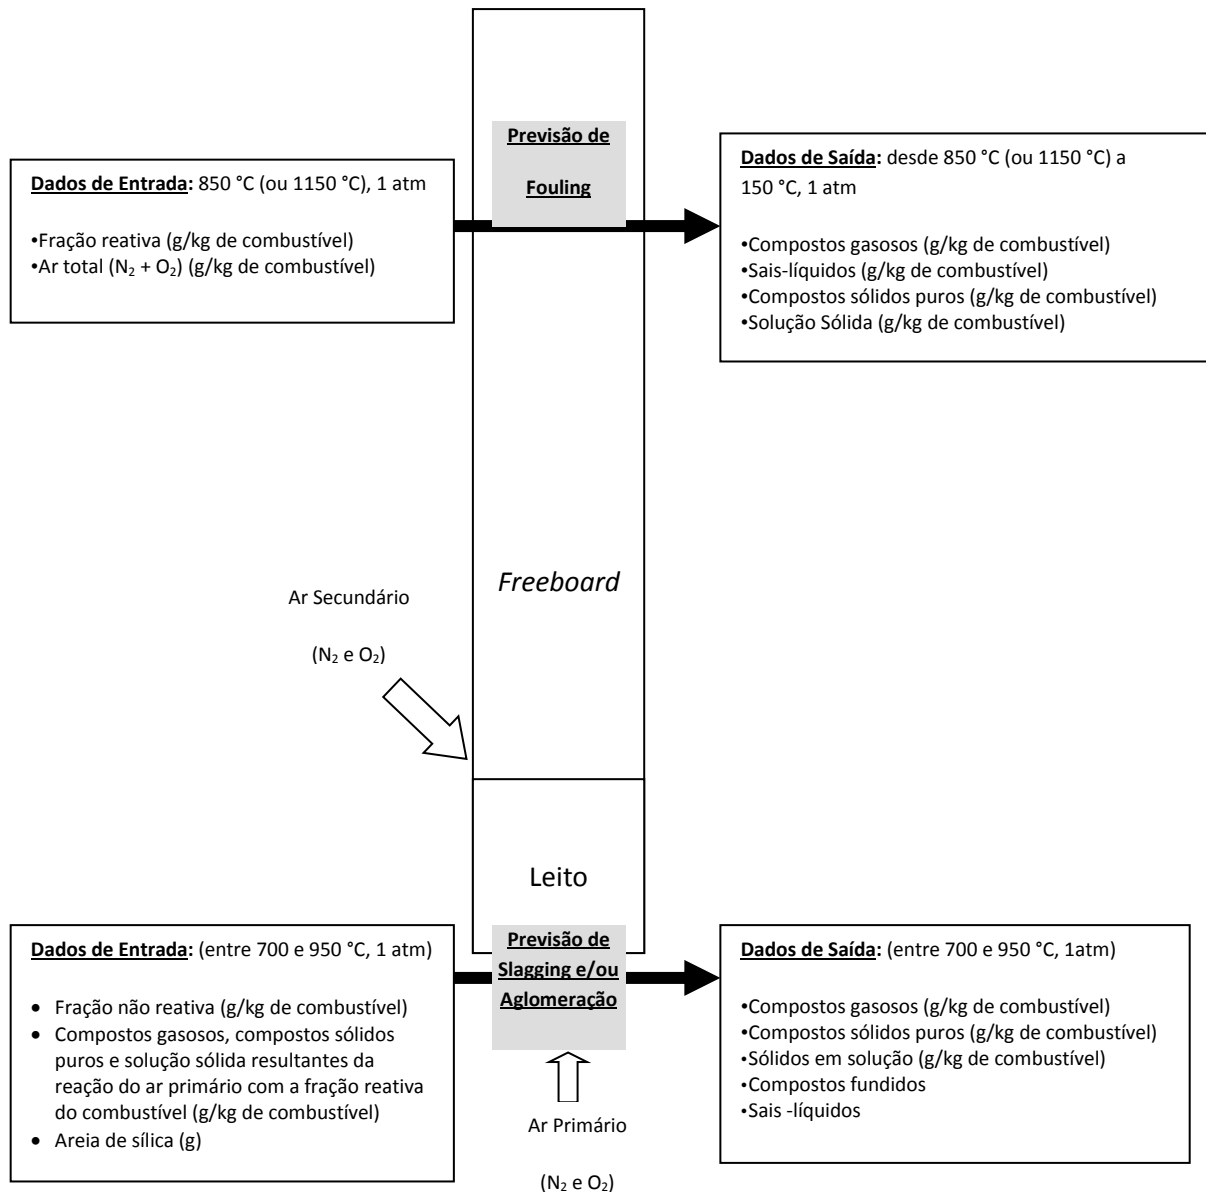 Previsão de
Fouling
Dados de Entrada: 850 °C (ou 1150 °C), 1 atm
•Fração reativa (g/kg de combustível)
•Ar total (N₂ + O₂) (g/kg de combustível)
Dados de Saída: desde 850 °C (ou 1150 °C) a
150 °C, 1 atm
•Compostos gasosos (g/kg de combustível)
•Sais-líquidos (g/kg de combustível)
•Compostos sólidos puros (g/kg de combustível)
•Solução Sólida (g/kg de combustível)
Freeboard
Ar Secundário
(N₂ e O₂)
Leito
Previsão de
Slagging e/ou
Aglomeração
Dados de Entrada: (entre 700 e 950 °C, 1 atm)
• Fração não reativa (g/kg de combustível)
• Compostos gasosos, compostos sólidos
puros e solução sólida resultantes da
reação do ar primário com a fração reativa
do combustível (g/kg de combustível)
• Areia de sílica (g)
Dados de Saída: (entre 700 e 950 °C, 1atm)
•Compostos gasosos (g/kg de combustível)
•Compostos sólidos puros (g/kg de combustível)
•Sólidos em solução (g/kg de combustível)
•Compostos fundidos
•Sais -líquidos
Ar Primário
(N₂ e O₂)